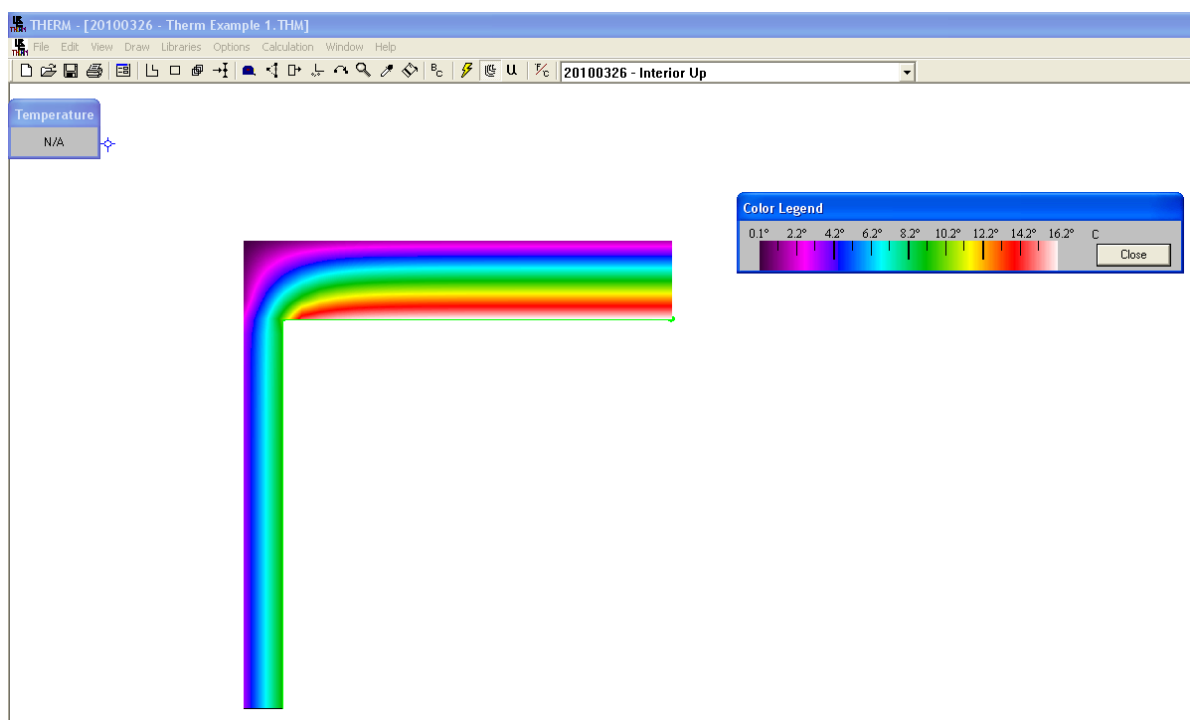 THERM - [20100326 - Therm Example 1.THM]
File Edit View Draw Libraries Options Calculation Window Help
BC U F/C 20100326 - Interior Up
Temperature
N/A
Color Legend
0.1° 2.2° 4.2° 6.2° 8.2° 10.2° 12.2° 14.2° 16.2° C
Close